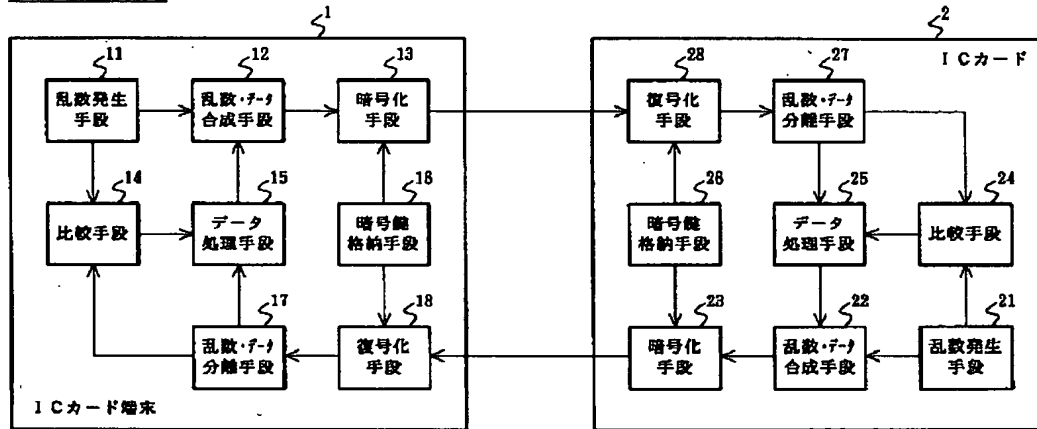 1
2
11
12
13
28
27
ICカード
乱数発生
手段
乱数・データ
合成手段
暗号化
手段
復号化
手段
乱数・データ
分離手段
14
15
16
26
25
24
比較手段
データ
処理手段
暗号鍵
格納手段
暗号鍵
格納手段
データ
処理手段
比較手段
17
18
23
22
21
乱数・データ
分離手段
復号化
手段
暗号化
手段
乱数・データ
合成手段
乱数発生
手段
ICカード端末